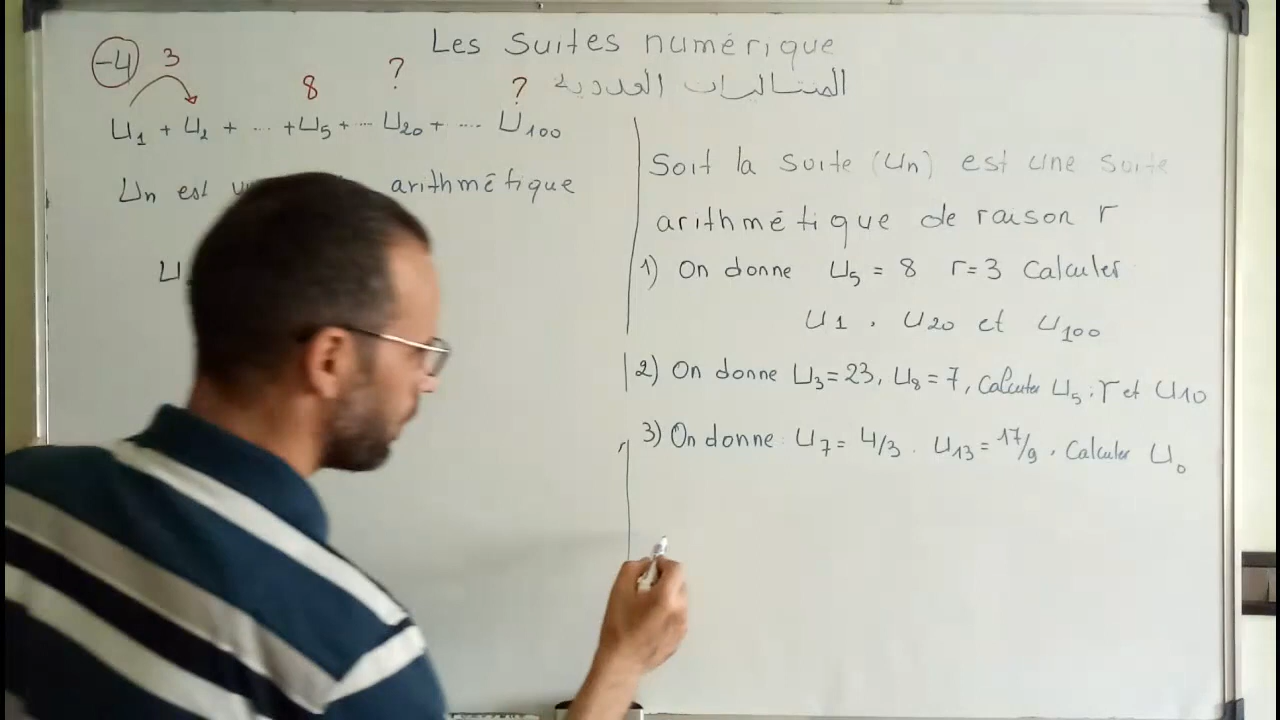 Les suites numérique
المتتاليات العددية
-4 3 8 ? ?
U1 + U2 + ... + U5 + ... U20 + .... U100
Un est arithmétique
U
Soit la suite (Un) est une suite
arithmétique de raison r
1) On donne U5 = 8 r=3 Calculer
U1 , U20 et U100
2) On donne U3=23, U8=7, Calculer U5, r et U10
3) On donne U7= 4/3 . U13=17/9 . Calculer U0